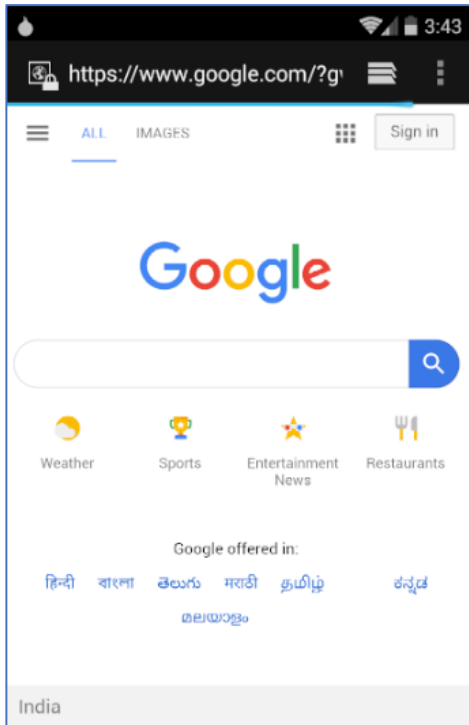 3:43
https://www.google.com/?g
ALL IMAGES Sign in
Google
Weather Sports Entertainment News Restaurants
Google offered in:
हिन्दी বাংলা తెలుగు मराठी தமிழ் ಕನ್ನಡ
മലയാളം
India